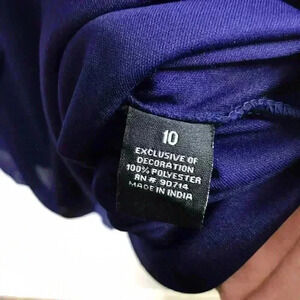 10
EXCLUSIVE OF
DECORATION
100% POLYESTER
RN # 90714
MADE IN INDIA